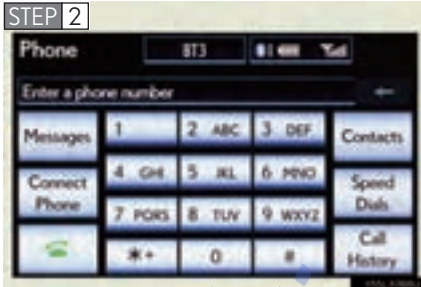 STEP 2
Phone BT3
Enter a phone number
Messages 1 2 ABC 3 DEF Contacts
Connect Phone 4 GHI 5 JKL 6 MNO Speed Dials
7 PQRS 8 TUV 9 WXYZ
*+ 0 # Call History